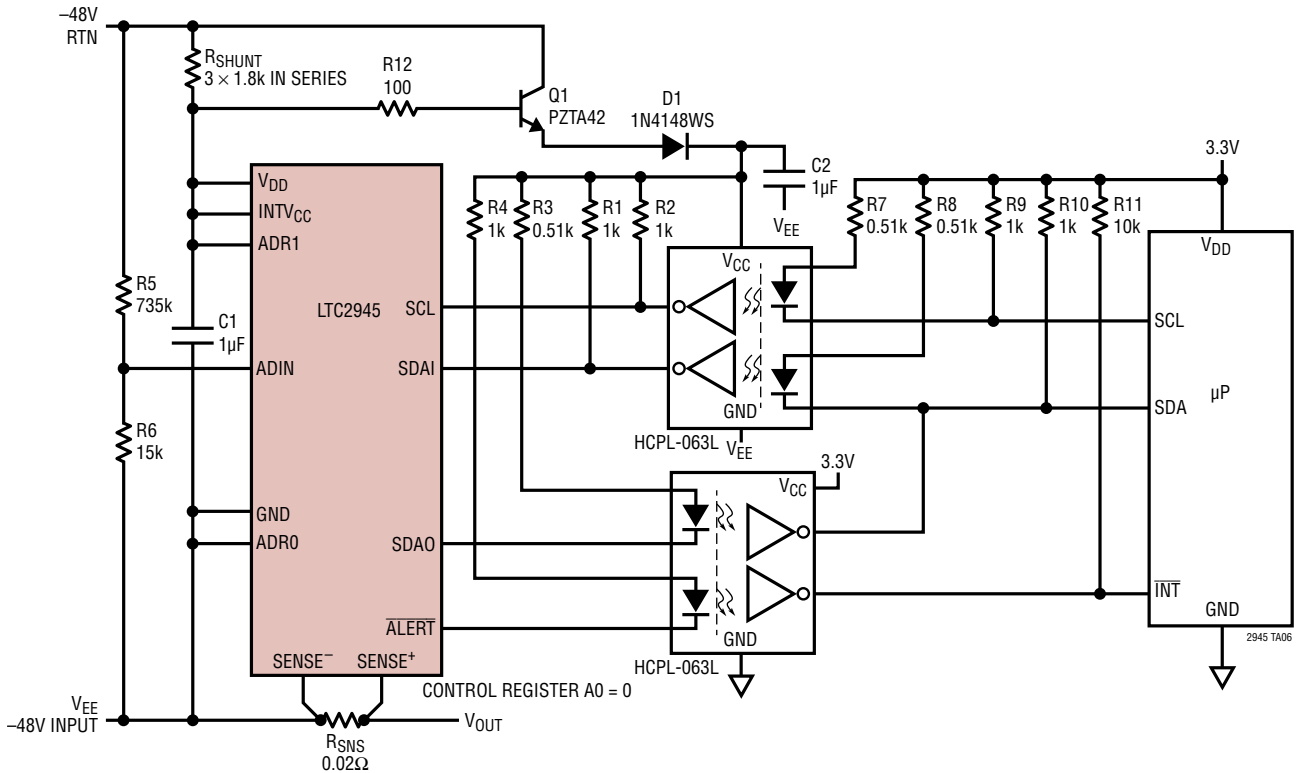 –48V
RTN
RSHUNT
3 × 1.8k IN SERIES
R12
100
Q1
PZTA42
D1
1N4148WS
C2
1µF
VEE
3.3V
R4
1k
R3
0.51k
R1
1k
R2
1k
R7
0.51k
R8
0.51k
R9
1k
R10
1k
R11
10k
VDD
INTVCC
ADR1
R5
735k
C1
1µF
LTC2945
SCL
SDAI
ADIN
R6
15k
GND
ADR0
SDAO
ALERT
SENSE–
SENSE+
VCC
GND
HCPL-063L
VEE
VDD
SCL
SDA
µP
INT
GND
2945 TA06
3.3V
VCC
GND
HCPL-063L
CONTROL REGISTER A0 = 0
VEE
–48V INPUT
RSNS
0.02Ω
VOUT